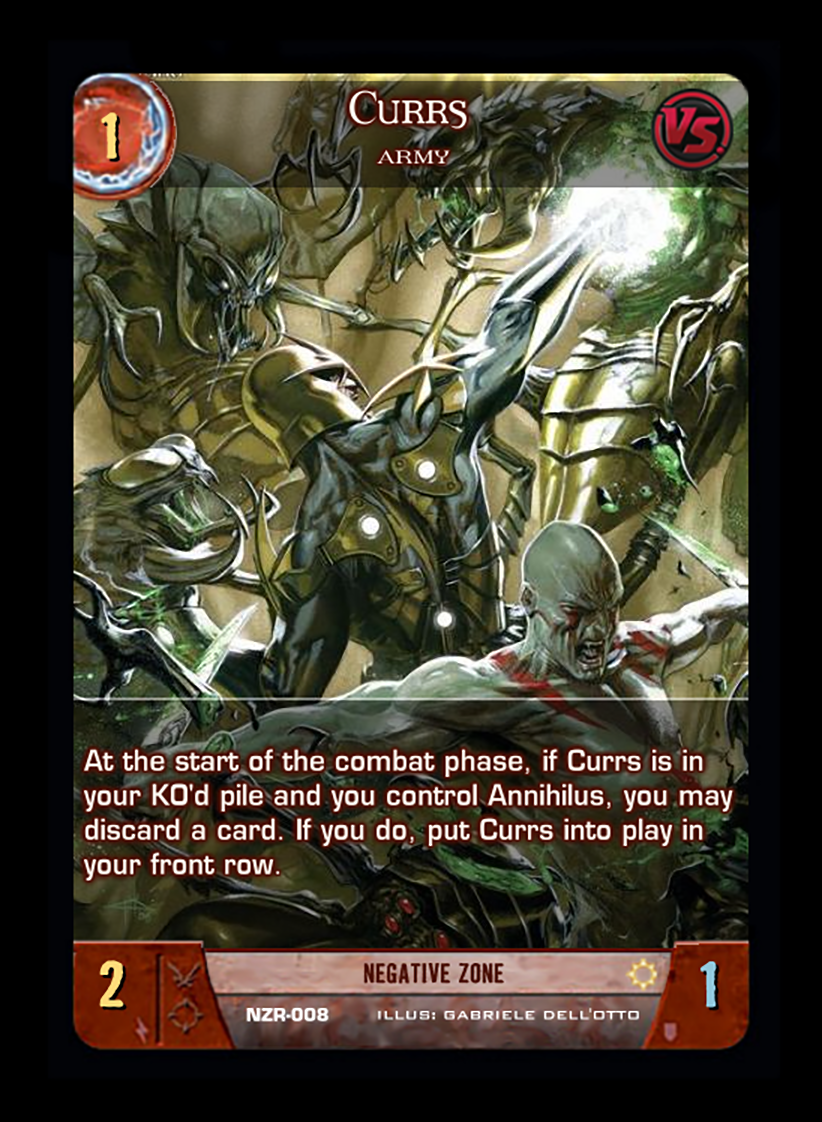 1
Currs
VS.
ARMY
At the start of the combat phase, if Currs is in
your KO'd pile and you control Annihilus, you may
discard a card. If you do, put Currs into play in
your front row.
2
NEGATIVE ZONE
1
NZR-008 ILLUS: GABRIELE DELL'OTTO